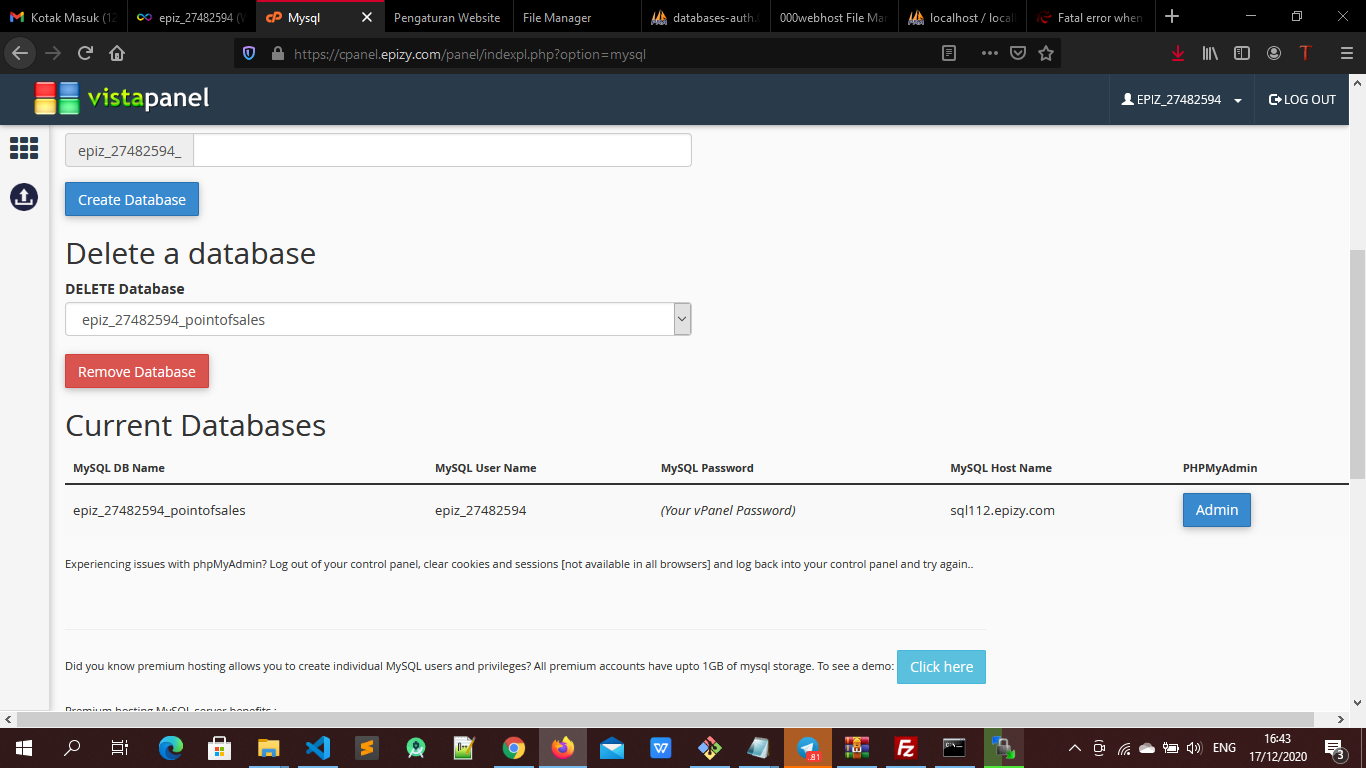 Kotak Masuk (12
epiz_27482594 (W
Mysql
Pengaturan Website
File Manager
databases-auth.
000webhost File Mar
localhost / local
Fatal error when
https://cpanel.epizy.com/panel/indexpl.php?option=mysql
vistapanel
EPIZ_27482594
LOG OUT
epiz_27482594_
Create Database
Delete a database
DELETE Database
epiz_27482594_pointofsales
Remove Database
Current Databases
MySQL DB Name MySQL User Name MySQL Password MySQL Host Name PHPMyAdmin
epiz_27482594_pointofsales epiz_27482594 (Your vPanel Password) sql112.epizy.com Admin
Experiencing issues with phpMyAdmin? Log out of your control panel, clear cookies and sessions [not available in all browsers] and log back into your control panel and try again..
Did you know premium hosting allows you to create individual MySQL users and privileges? All premium accounts have upto 1GB of mysql storage. To see a demo: Click here
Premium hosting MySQL server benefits :
81
ENG
16:43
17/12/2020
3